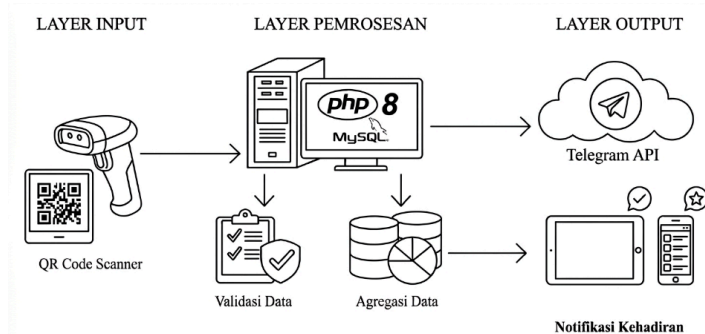 LAYER INPUT
LAYER PEMROSESAN
LAYER OUTPUT
php 8
MySQL
Telegram API
QR Code Scanner
Validasi Data
Agregasi Data
Notifikasi Kehadiran